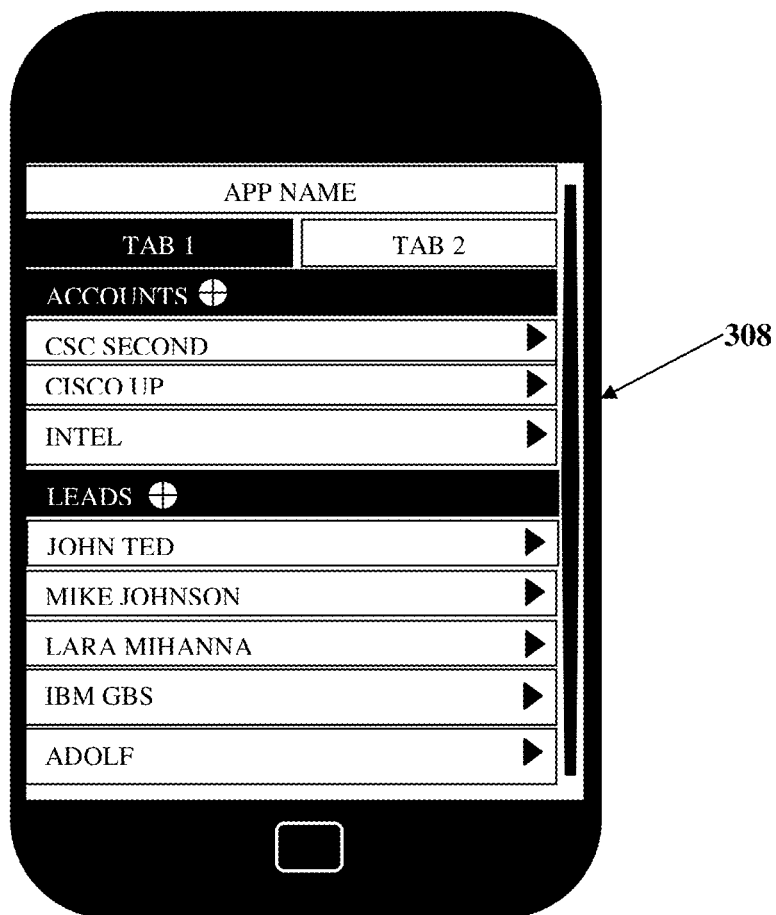 APP NAME
TAB 1 TAB 2
ACCOUNTS
CSC SECOND
CISCO UP
INTEL
LEADS
JOHN TED
MIKE JOHNSON
LARA MIHANNA
IBM GBS
ADOLF
308